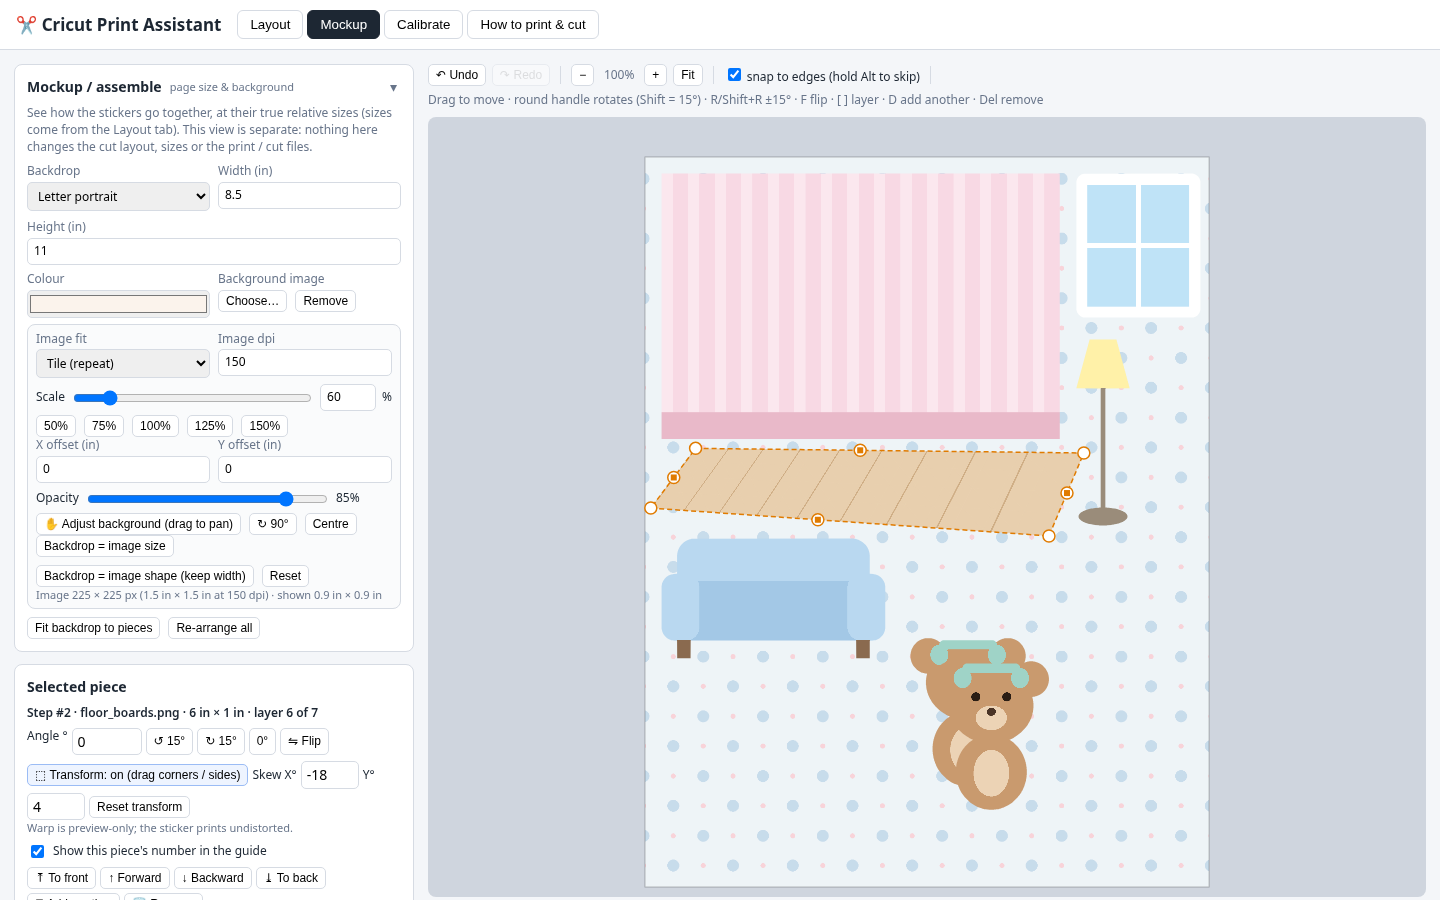 ✂️ Cricut Print Assistant
Layout
Mockup
Calibrate
How to print & cut
Mockup / assemble page size & background ▾
See how the stickers go together, at their true relative sizes (sizes
come from the Layout tab). This view is separate: nothing here
changes the cut layout, sizes or the print / cut files.
Backdrop Width (in)
Letter portrait 8.5
Height (in)
11
Colour Background image
Choose… Remove
Image fit Image dpi
Tile (repeat) 150
Scale 60 %
50% 75% 100% 125% 150%
X offset (in) Y offset (in)
0 0
Opacity 85%
✋ Adjust background (drag to pan) ↻ 90° Centre
Backdrop = image size
Backdrop = image shape (keep width) Reset
Image 225 × 225 px (1.5 in × 1.5 in at 150 dpi) · shown 0.9 in × 0.9 in
Fit backdrop to pieces Re-arrange all
Selected piece
Step #2 · floor_boards.png · 6 in × 1 in · layer 6 of 7
Angle ° 0 ↺ 15° ↻ 15° 0° ⇋ Flip
⬚ Transform: on (drag corners / sides) Skew X° -18 Y°
4 Reset transform
Warp is preview-only; the sticker prints undistorted.
Show this piece's number in the guide
⤒ To front ↑ Forward ↓ Backward ⤓ To back
↶ Undo ↷ Redo − 100% + Fit snap to edges (hold Alt to skip)
Drag to move · round handle rotates (Shift = 15°) · R/Shift+R ±15° · F flip · [ ] layer · D add another · Del remove